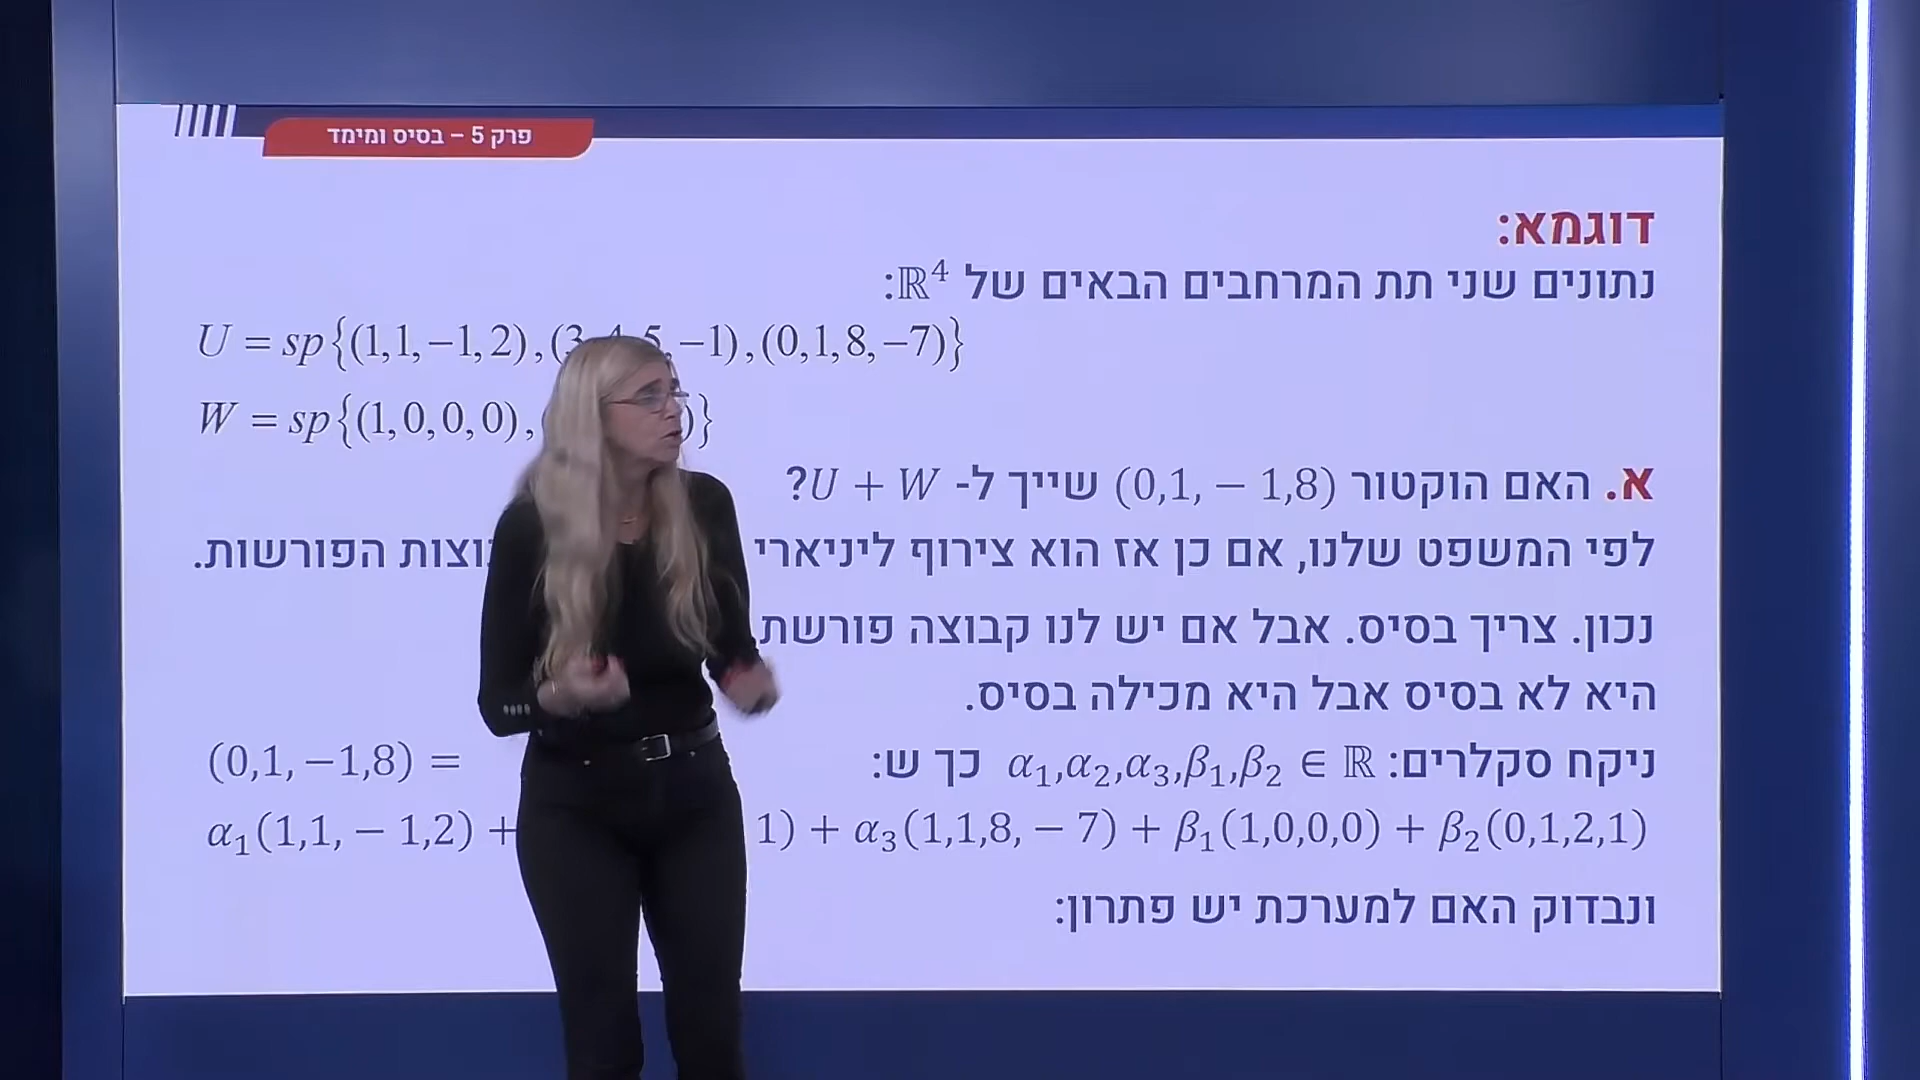 פרק 5 – בסיס ומימד
דוגמא:
נתונים שני תת המרחבים הבאים של ℝ⁴:
U = sp{(1,1,−1,2),(3,4,5,−1),(0,1,8,−7)}
W = sp{(1,0,0,0), )}
א. האם הוקטור (0,1, − 1,8) שייך ל- U + W?
לפי המשפט שלנו, אם כן אז הוא צירוף ליניארי הפורשות.
נכון. צריך בסיס. אבל אם יש לנו קבוצה פורשת
היא לא בסיס אבל היא מכילה בסיס.
ניקח סקלרים: α₁,α₂,α₃,β₁,β₂ ∈ ℝ כך ש: (0,1,−1,8) =
α₁(1,1, − 1,2) + 1) + α₃(1,1,8, − 7) + β₁(1,0,0,0) + β₂(0,1,2,1)
ונבדוק האם למערכת יש פתרון: